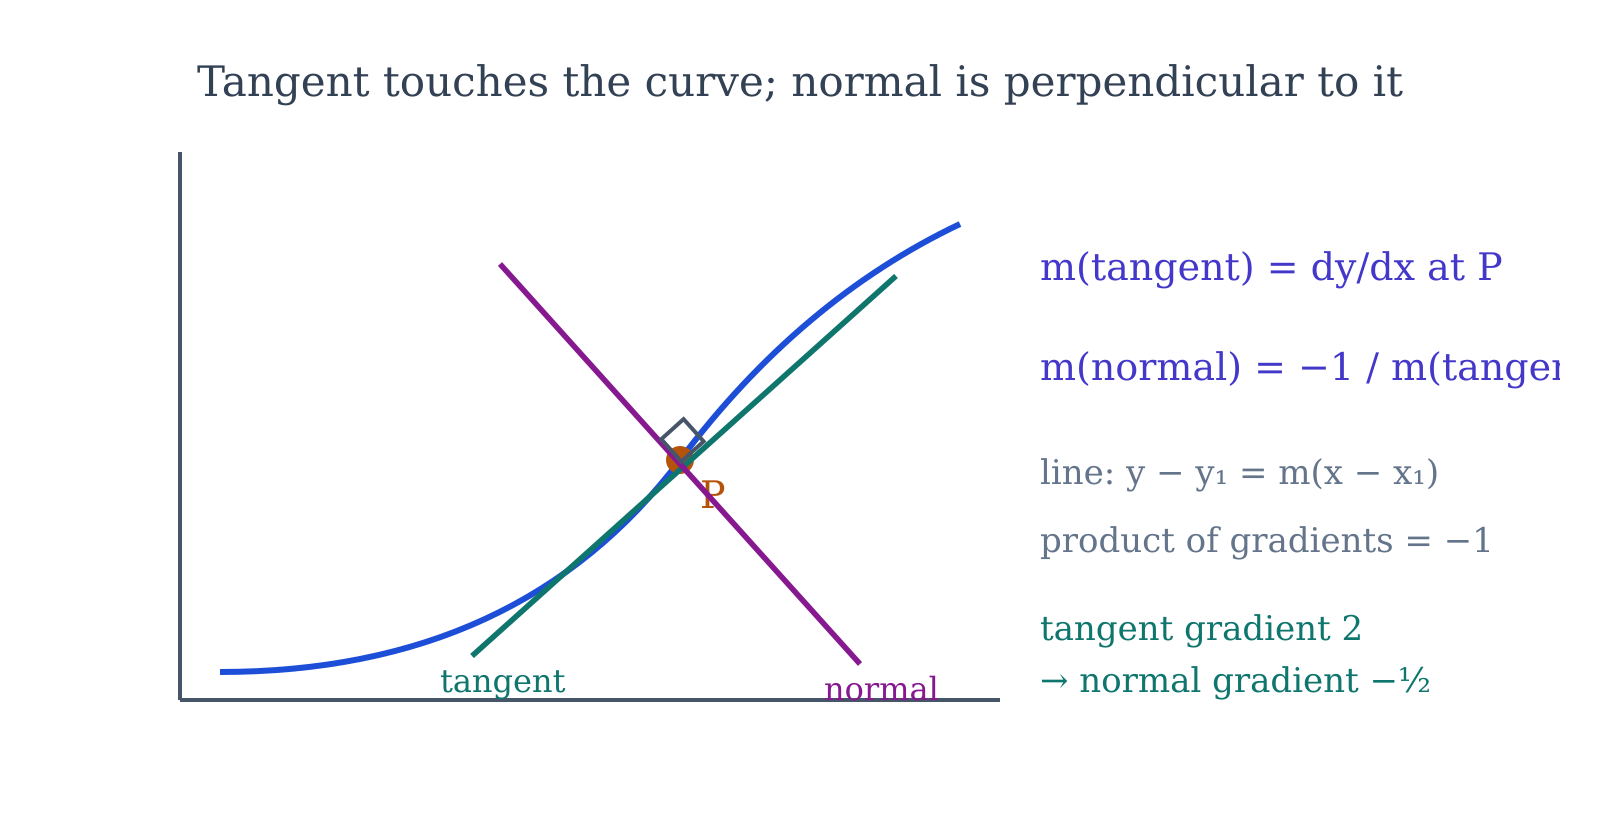 Tangent touches the curve; normal is perpendicular to it
m(tangent) = dy/dx at P
m(normal) = −1 / m(tanger
line: y − y₁ = m(x − x₁)
P
product of gradients = −1
tangent gradient 2
tangent
→ normal gradient −½
normal